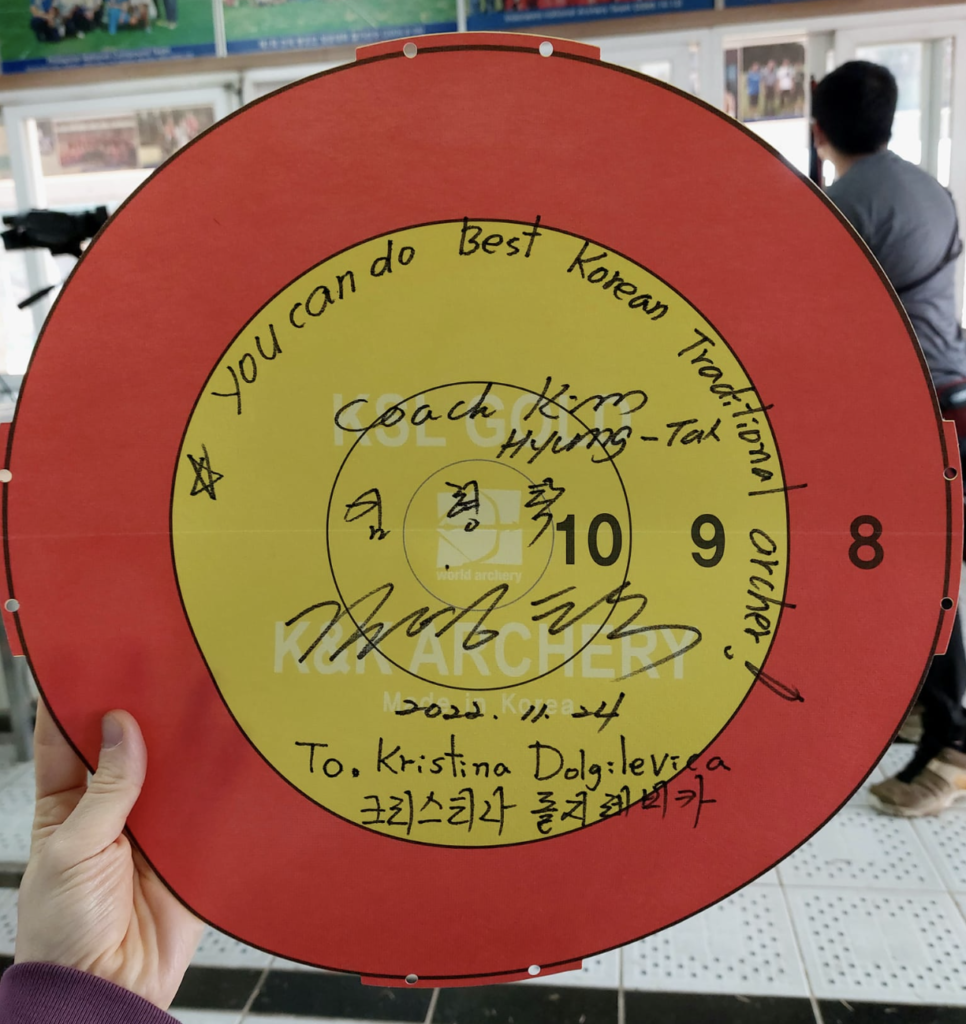 ☆ You can do Best Korean Traditional archer!
KSL GOLD
Coach Kim
Hyung-Tak
김 형 탁
10 9 8
world archery
K&K ARCHERY
Made in Korea
2022. 11. 24
To. Kristina Dolgilevica
크리스티나 돌지레비카